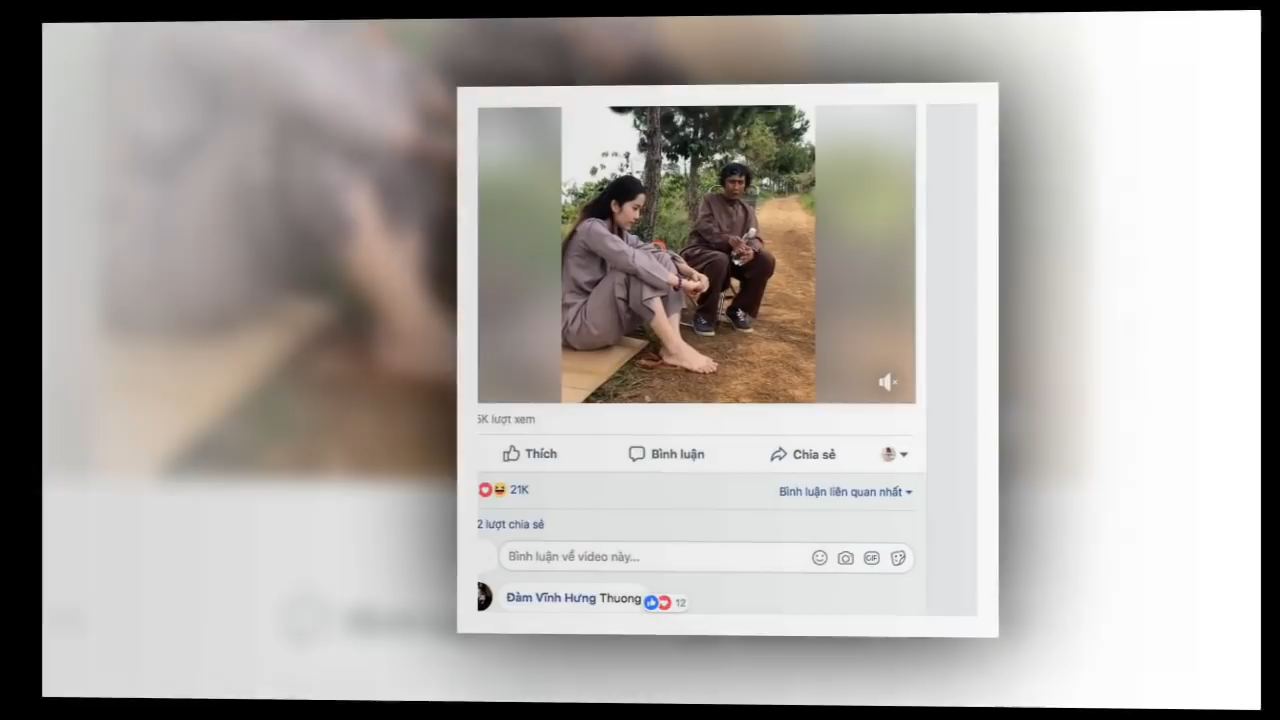 5K lượt xem
Thích Bình luận Chia sẻ
21K Bình luận liên quan nhất
2 lượt chia sẻ
Bình luận về video này...
GIF
Đàm Vĩnh Hưng Thuong 12